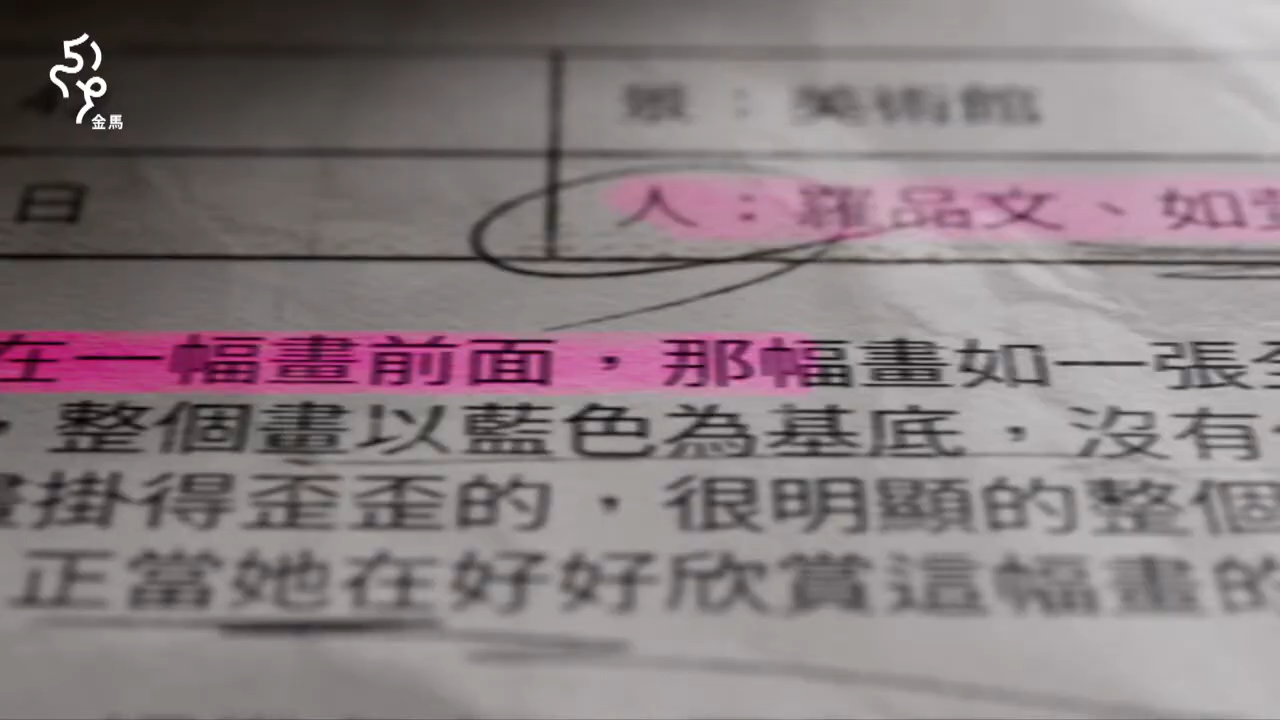 金馬
景：美術館
日
人：羅品文、如
在一幅畫前面，那幅畫如一張
，整個畫以藍色為基底，沒有
畫掛得歪歪的，很明顯的整個
正當她在好好欣賞這幅畫的